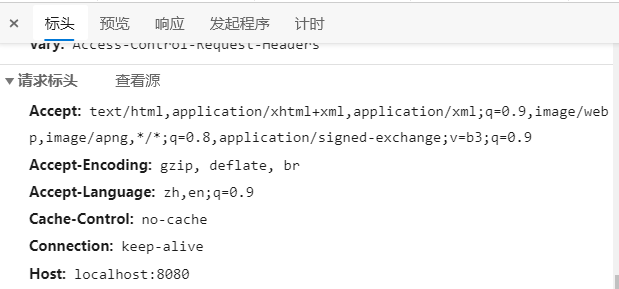 × 标头 预览 响应 发起程序 计时
Vary: Access-Control-Request-Headers
▼请求标头 查看源
Accept: text/html,application/xhtml+xml,application/xml;q=0.9,image/web
p,image/apng,*/*;q=0.8,application/signed-exchange;v=b3;q=0.9
Accept-Encoding: gzip, deflate, br
Accept-Language: zh,en;q=0.9
Cache-Control: no-cache
Connection: keep-alive
Host: localhost:8080